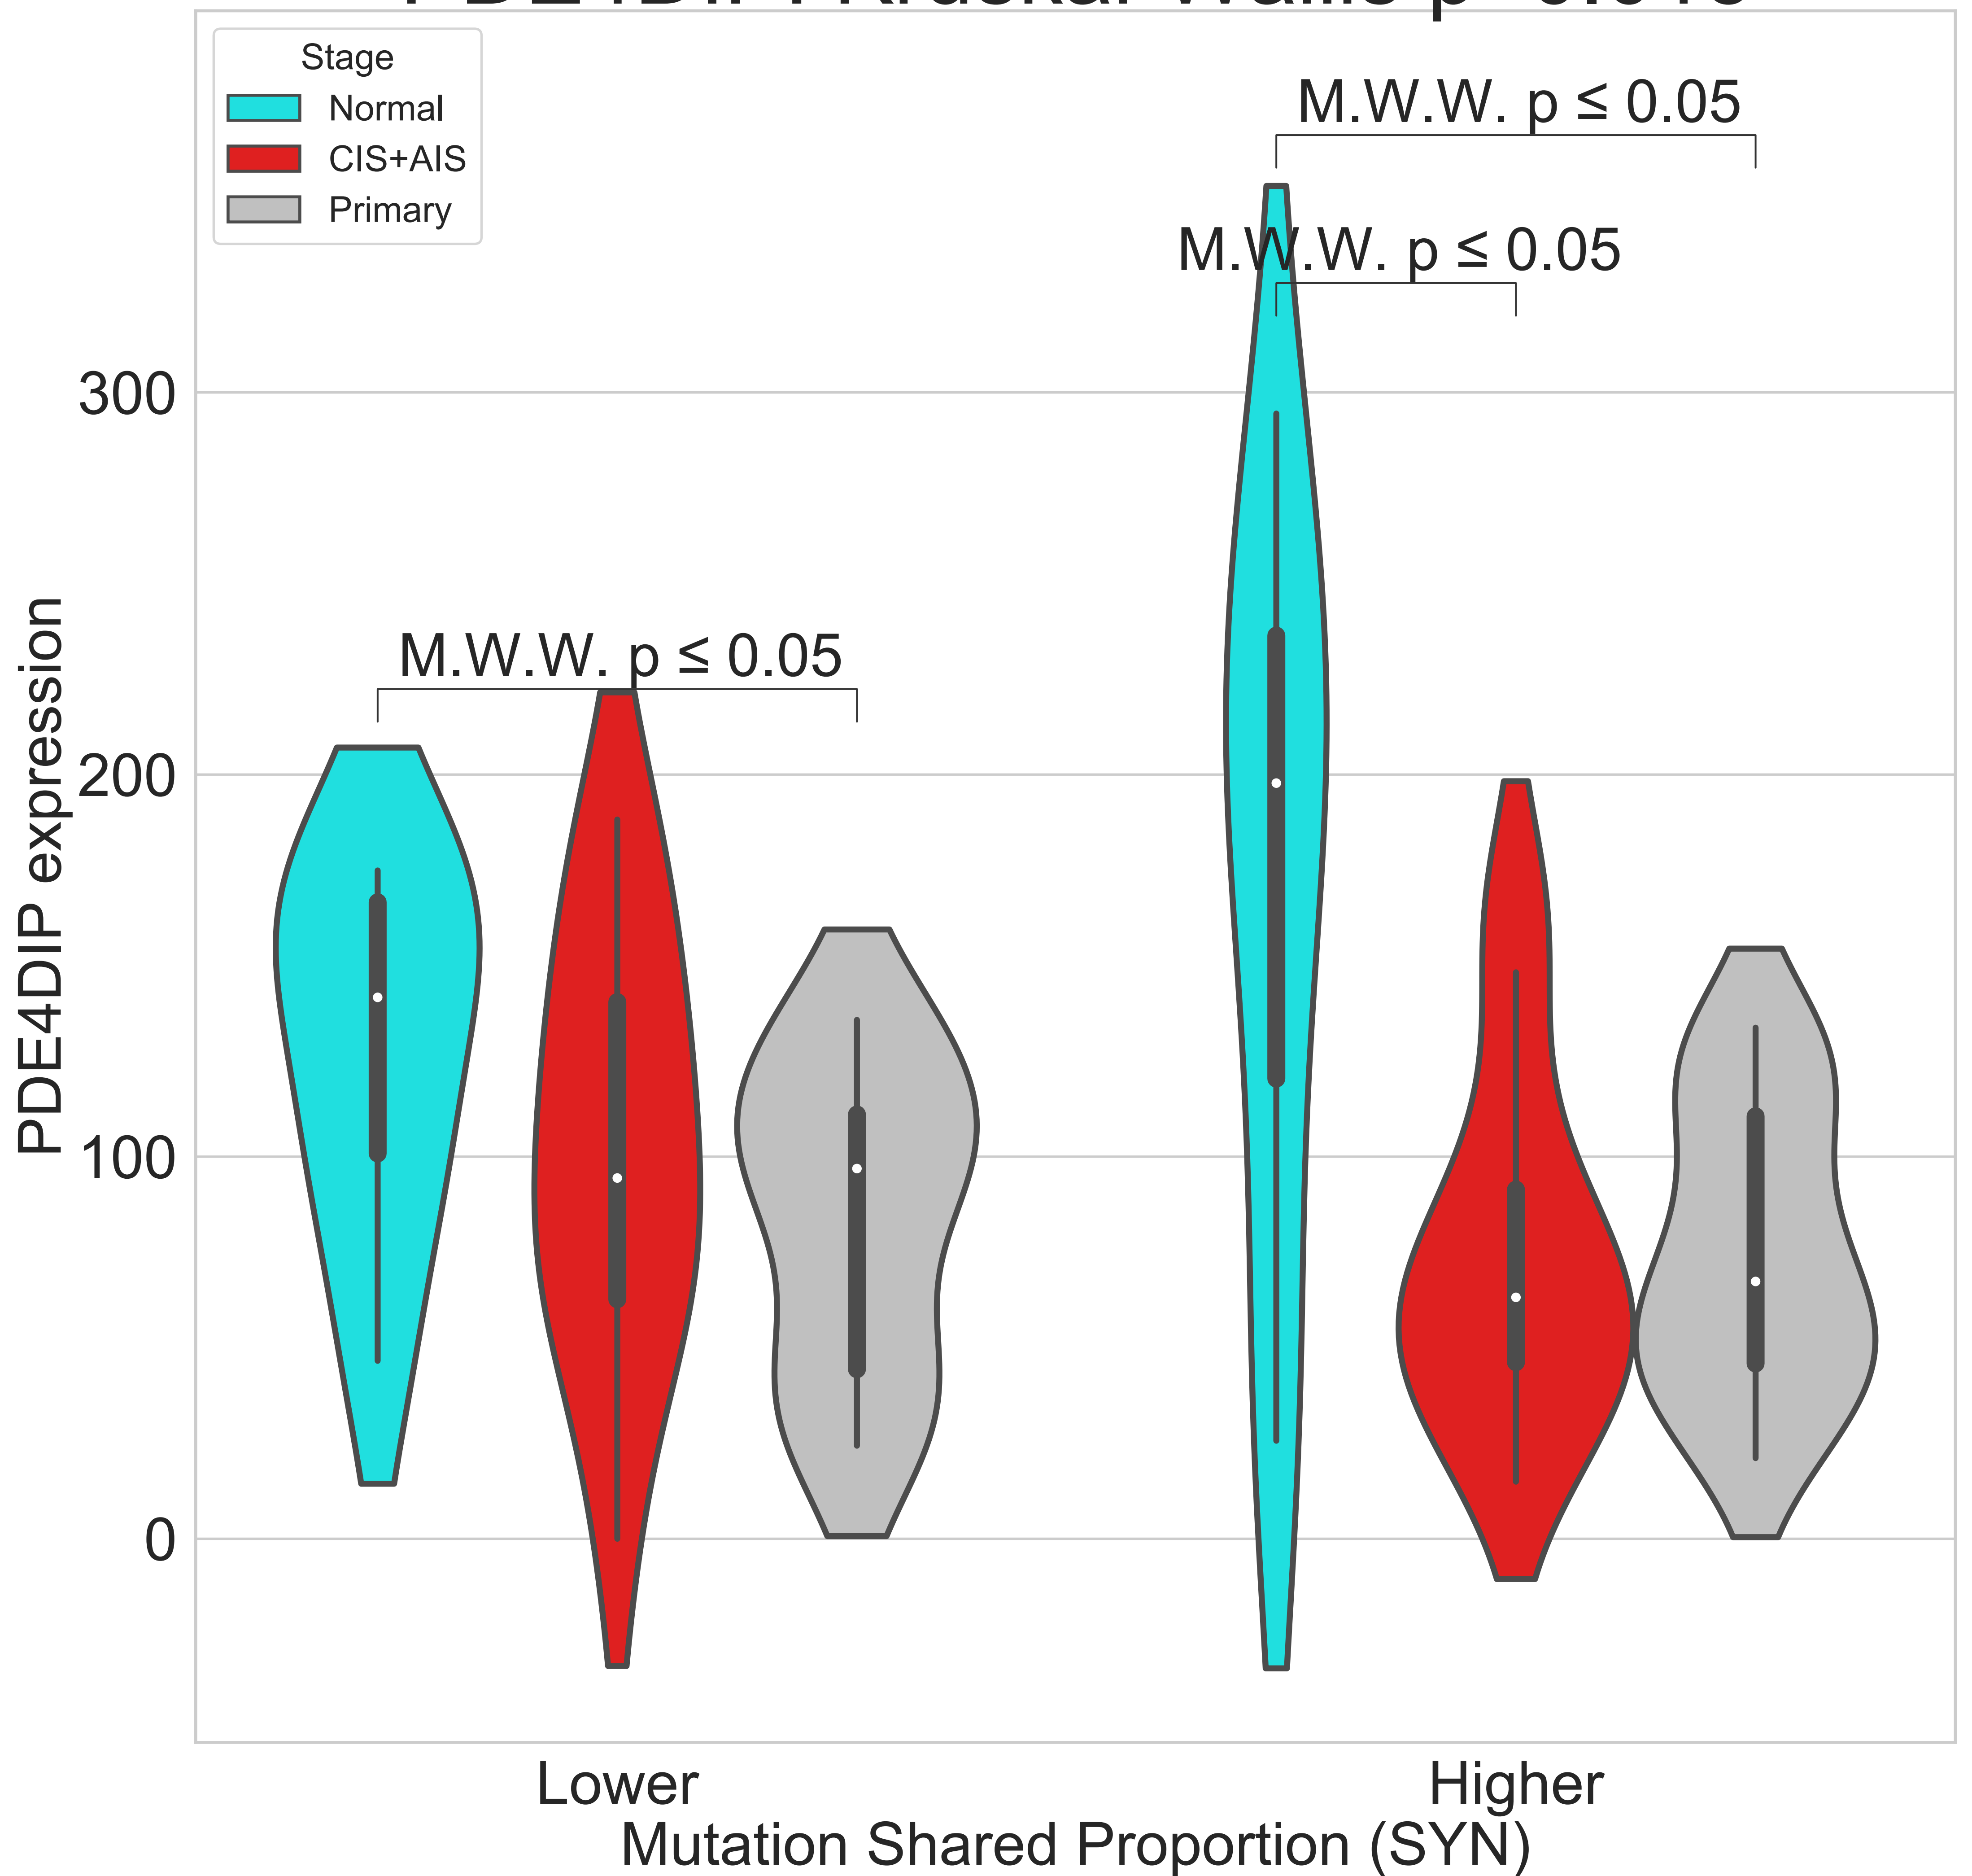 Stage
Normal
CIS+AIS
Primary
M.W.W. p ≤ 0.05
M.W.W. p ≤ 0.05
M.W.W. p ≤ 0.05
300
200
100
0
PDE4DIP expression
Lower
Higher
Mutation Shared Proportion (SYN)